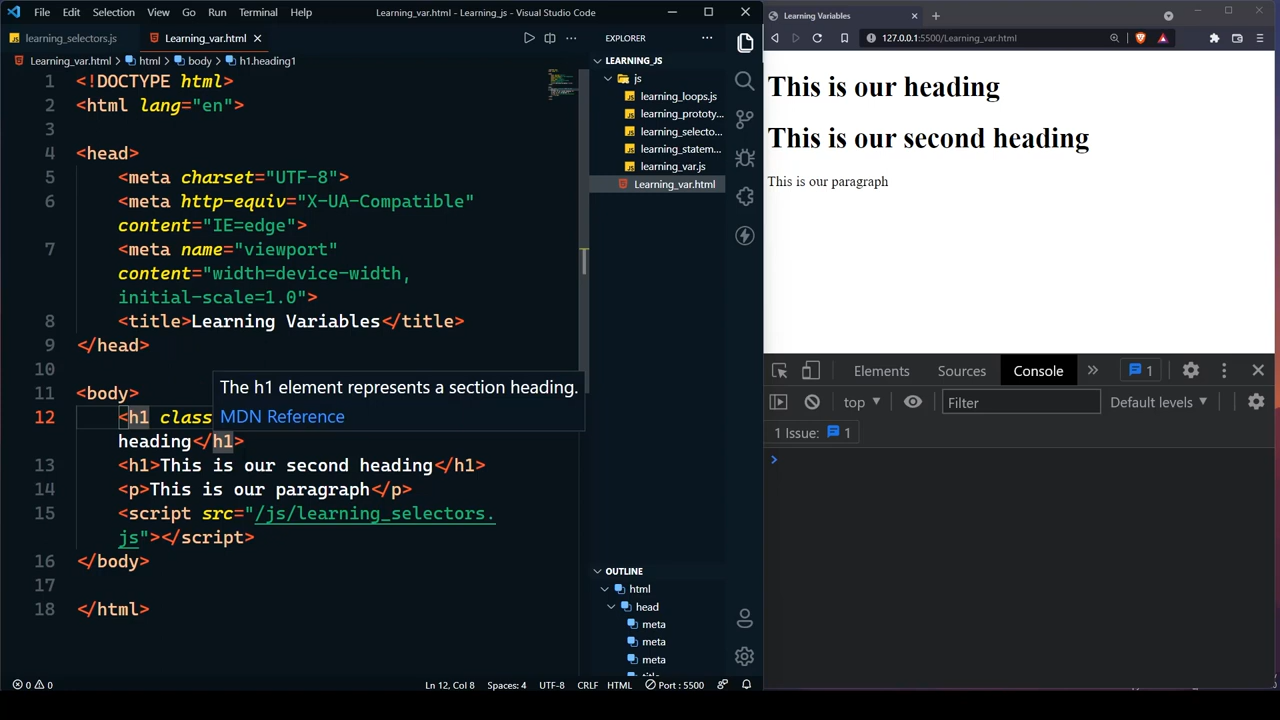 File Edit Selection View Go Run Terminal Help Learning_var.html - Learning_js - Visual Studio Code
learning_selectors.js Learning_var.html
Learning_var.html > html > body > h1.heading1
1 <!DOCTYPE html>
2 <html lang="en">
3
4 <head>
5 <meta charset="UTF-8">
6 <meta http-equiv="X-UA-Compatible"
content="IE=edge">
7 <meta name="viewport"
content="width=device-width,
initial-scale=1.0">
8 <title>Learning Variables</title>
9 </head>
10
11 <body>
The h1 element represents a section heading.
MDN Reference
12 <h1 class
heading</h1>
13 <h1>This is our second heading</h1>
14 <p>This is our paragraph</p>
15 <script src="/js/learning_selectors.
js"></script>
16 </body>
17
18 </html>
EXPLORER
LEARNING_JS
js
learning_loops.js
learning_prototy...
learning_selecto...
learning_statem...
learning_var.js
Learning_var.html
OUTLINE
html
head
meta
meta
meta
0 0 Ln 12, Col 8 Spaces: 4 UTF-8 CRLF HTML Port : 5500
Learning Variables
127.0.0.1:5500/Learning_var.html
This is our heading
This is our second heading
This is our paragraph
Elements Sources Console 1
top Filter Default levels
1 Issue: 1